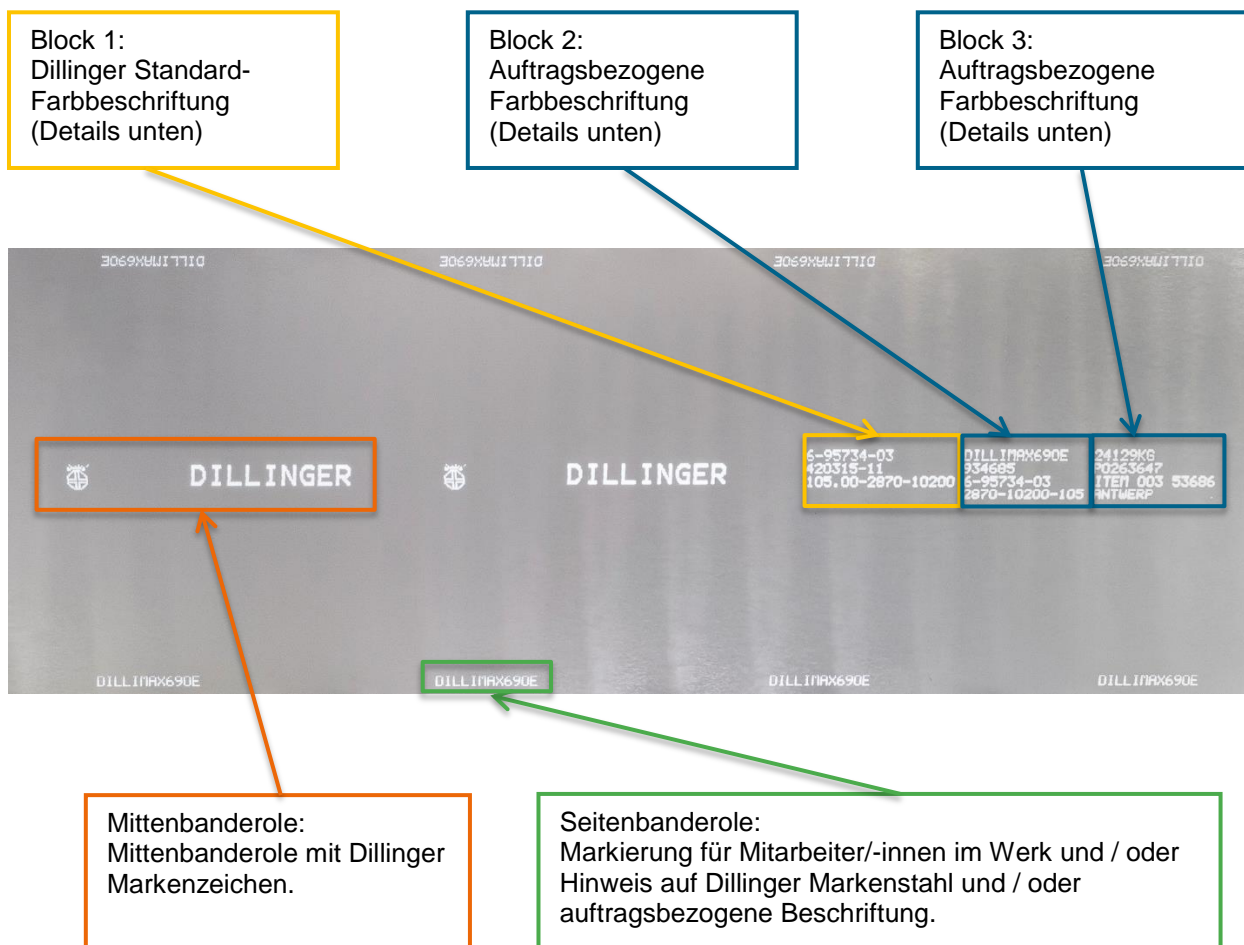 Block 1:
Dillinger Standard-
Farbbeschriftung
(Details unten)
Block 2:
Auftragsbezogene
Farbbeschriftung
(Details unten)
Block 3:
Auftragsbezogene
Farbbeschriftung
(Details unten)
DILLIMAX690E
DILLIMAX690E
DILLIMAX690E
DILLIMAX690E
DILLINGER
DILLINGER
6-95734-03
420315-11
105.00-2870-10200
DILLIMAX690E
934685
6-95734-03
2870-10200-105
24129KG
PO263647
ITEM 003 53686
ANTWERP
DILLIMAX690E
DILLIMAX690E
DILLIMAX690E
DILLIMAX690E
Mittenbanderole:
Mittenbanderole mit Dillinger
Markenzeichen.
Seitenbanderole:
Markierung für Mitarbeiter/-innen im Werk und / oder
Hinweis auf Dillinger Markenstahl und / oder
auftragsbezogene Beschriftung.